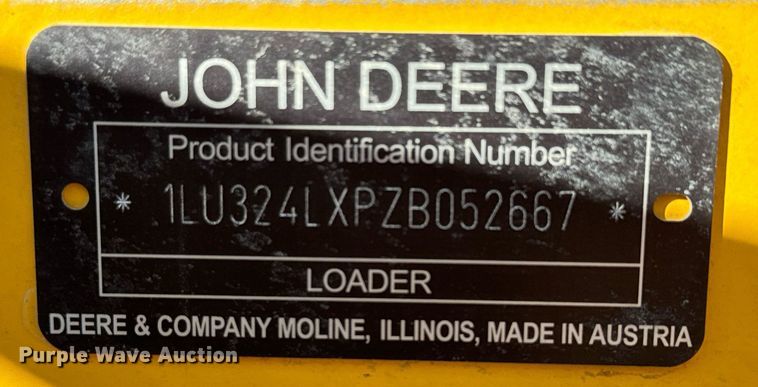 JOHN DEERE
Product Identification Number
* 1LU324LXPZB052667 *
LOADER
DEERE & COMPANY MOLINE, ILLINOIS, MADE IN AUSTRIA
Purple Wave Auction